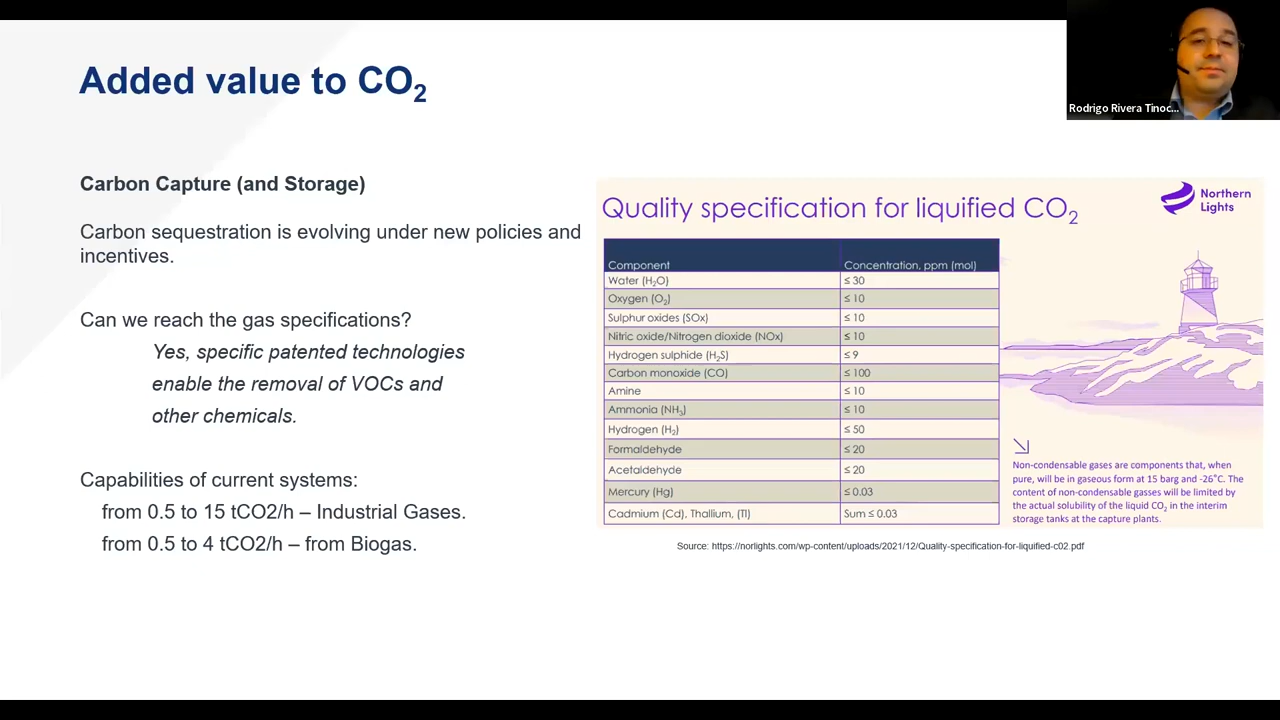 Added value to CO2
Rodrigo Rivera Tinoc...
Carbon Capture (and Storage)
Carbon sequestration is evolving under new policies and
incentives.
Can we reach the gas specifications?
Yes, specific patented technologies
enable the removal of VOCs and
other chemicals.
Capabilities of current systems:
from 0.5 to 15 tCO2/h – Industrial Gases.
from 0.5 to 4 tCO2/h – from Biogas.
Quality specification for liquified CO2
Northern
Lights
Component Concentration, ppm (mol)
Water (H2O) ≤ 30
Oxygen (O2) ≤ 10
Sulphur oxides (SOx) ≤ 10
Nitric oxide/Nitrogen dioxide (NOx) ≤ 10
Hydrogen sulphide (H2S) ≤ 9
Carbon monoxide (CO) ≤ 100
Amine ≤ 10
Ammonia (NH3) ≤ 10
Hydrogen (H2) ≤ 50
Formaldehyde ≤ 20
Acetaldehyde ≤ 20
Mercury (Hg) ≤ 0.03
Cadmium (Cd), Thallium, (Tl) Sum ≤ 0.03
Non-condensable gases are components that, when
pure, will be in gaseous form at 15 barg and -26°C. The
content of non-condensable gasses will be limited by
the actual solubility of the liquid CO2 in the interim
storage tanks at the capture plants.
Source: https://norlights.com/wp-content/uploads/2021/12/Quality-specification-for-liquified-c02.pdf